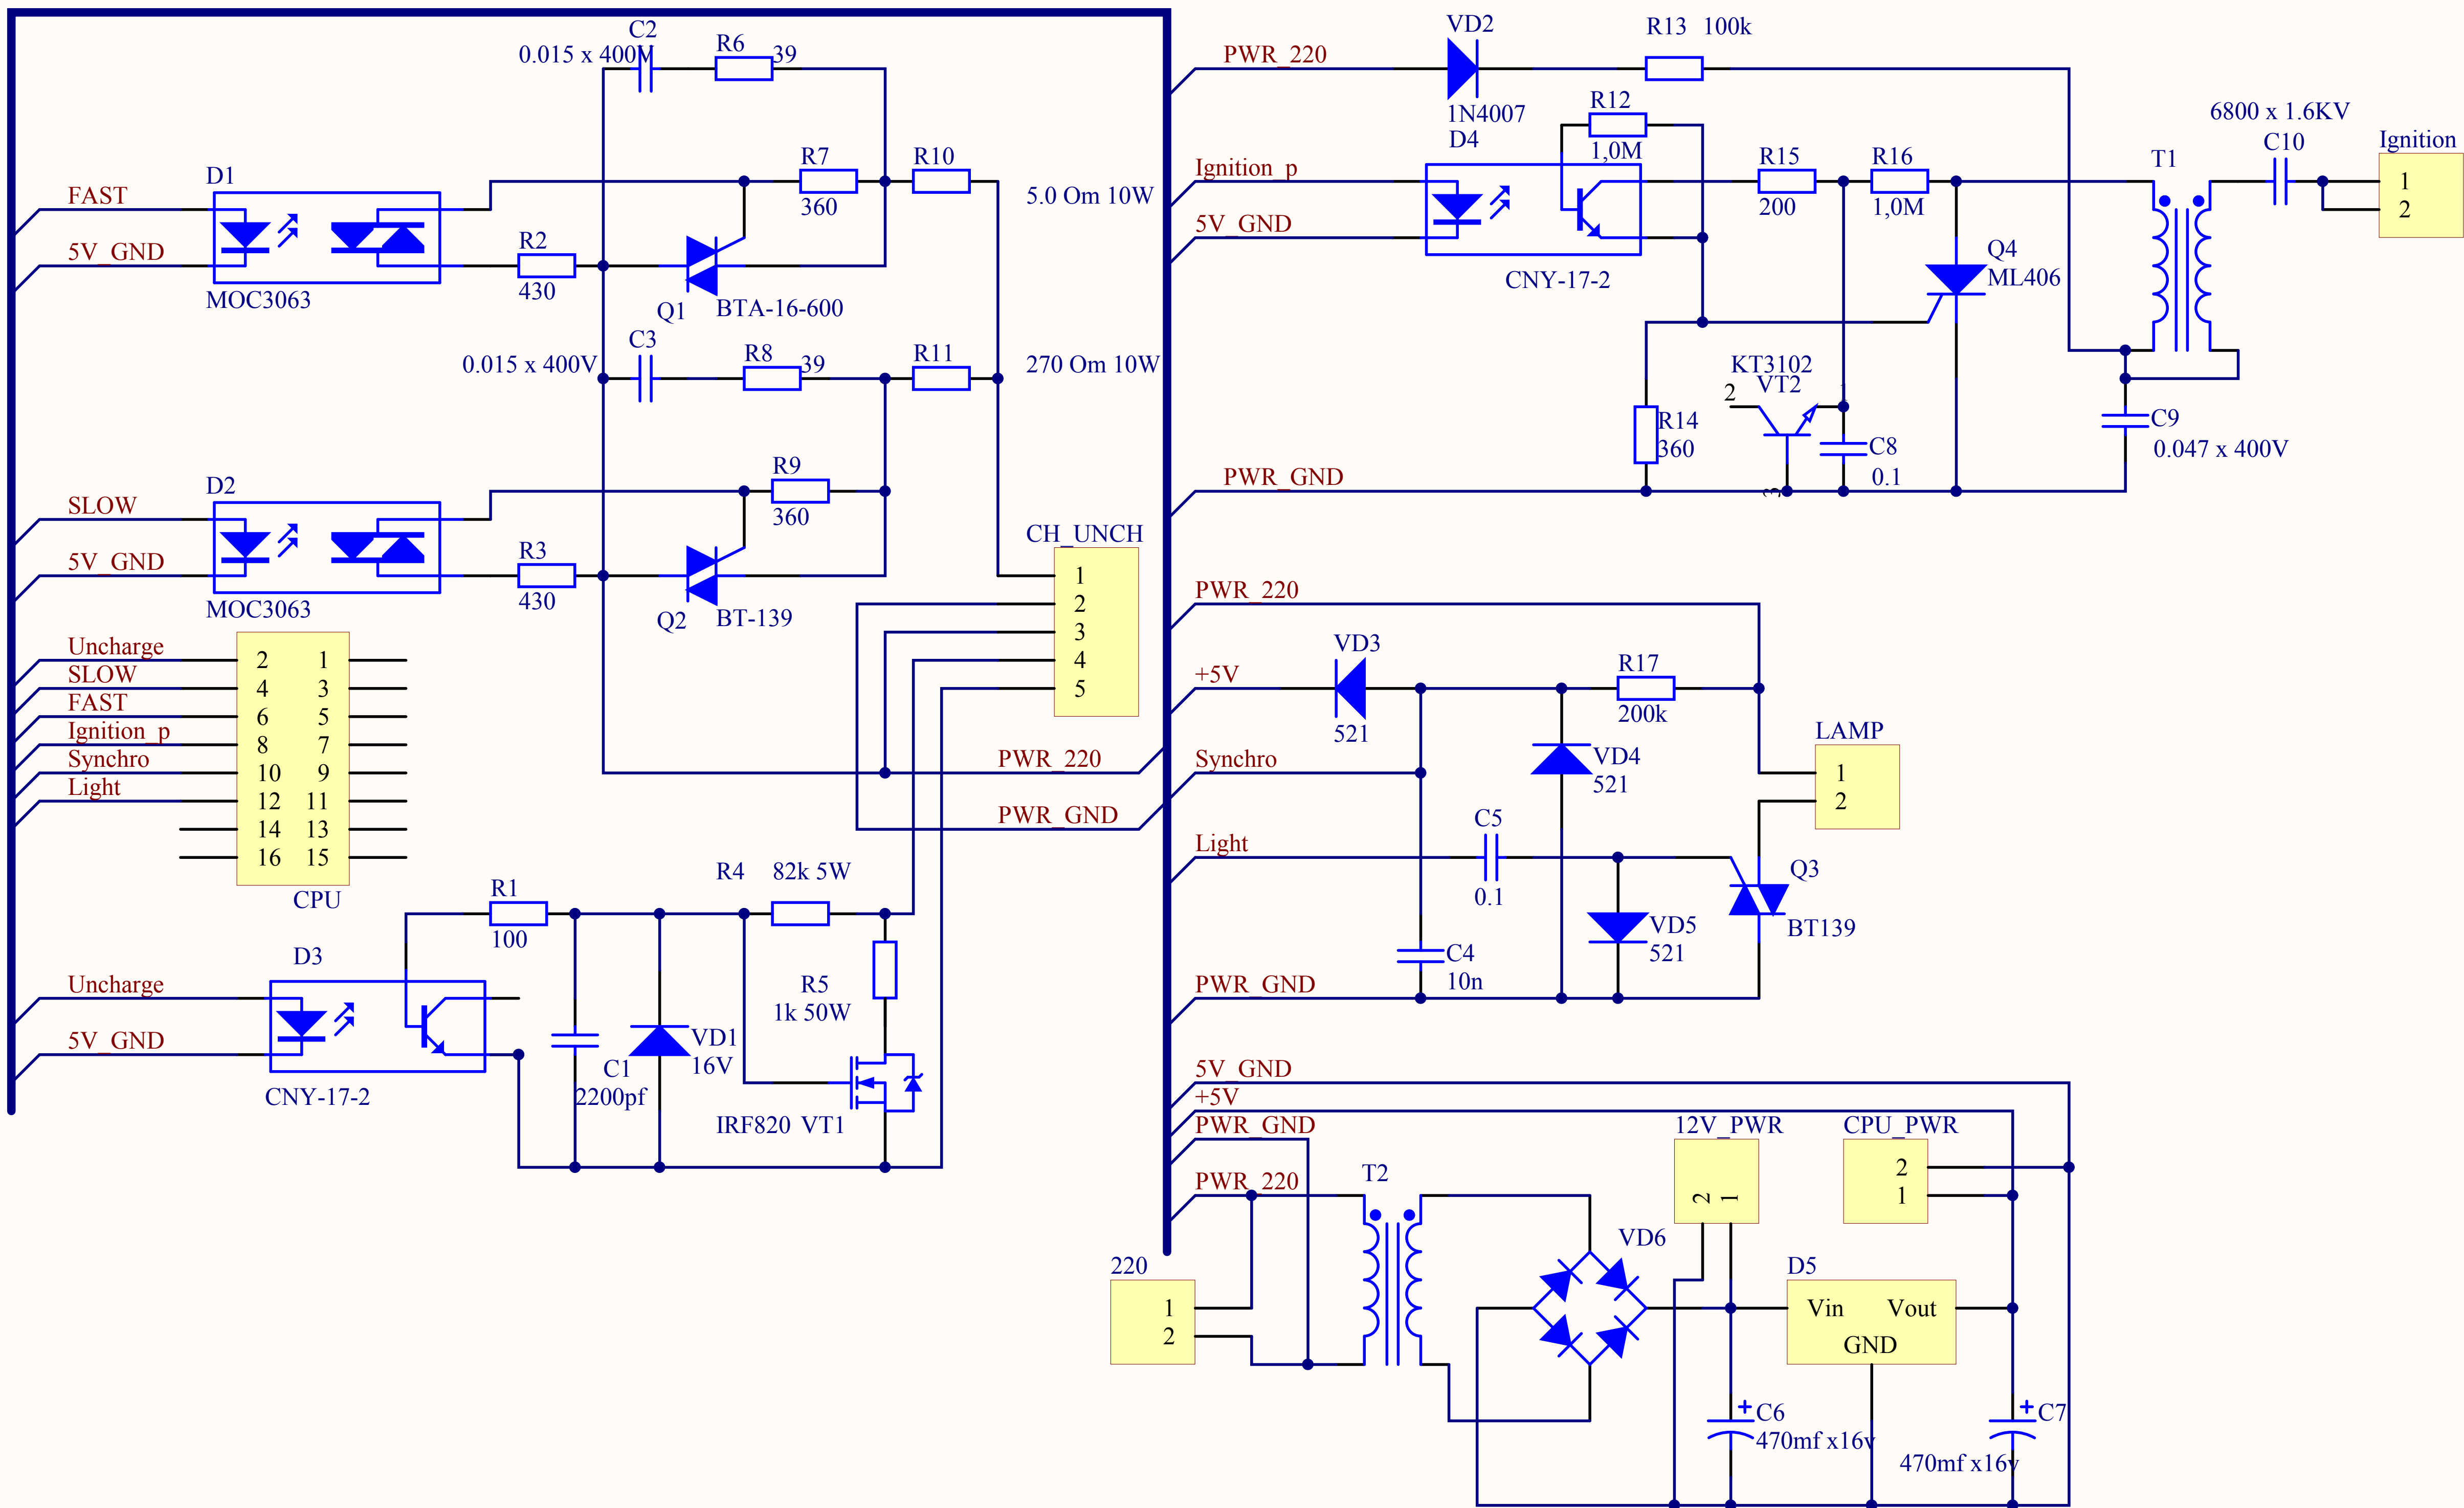 C2
0.015 x 400V
R6
39
D1
FAST
5V_GND
MOC3063
R2
430
R7
360
R10
5.0 Om 10W
Q1
BTA-16-600
C3
0.015 x 400V
R8
39
R11
270 Om 10W
D2
SLOW
5V_GND
MOC3063
R3
430
R9
360
Q2
BT-139
CH_UNCH
1
2
3
4
5
PWR_220
PWR_GND
Uncharge
SLOW
FAST
Ignition_p
Synchro
Light
2 1
4 3
6 5
8 7
10 9
12 11
14 13
16 15
CPU
R1
100
R4 82k 5W
D3
Uncharge
5V_GND
CNY-17-2
C1
2200pf
VD1
16V
R5
1k 50W
IRF820 VT1
PWR_220
VD2
1N4007
R13 100k
D4
Ignition_p
5V_GND
CNY-17-2
R12
1,0M
R15
200
R16
1,0M
Q4
ML406
T1
6800 x 1.6KV
C10
Ignition
1
2
KT3102
VT2
2
1
3
R14
360
C8
0.1
C9
0.047 x 400V
PWR_GND
PWR_220
+5V
VD3
521
R17
200k
Synchro
VD4
521
LAMP
1
2
Light
C5
0.1
Q3
BT139
VD5
521
C4
10n
PWR_GND
5V_GND
+5V
PWR_GND
PWR_220
T2
220
1
2
VD6
12V_PWR
2
1
CPU_PWR
2
1
D5
Vin Vout
GND
C6
470mf x16v
C7
470mf x16v